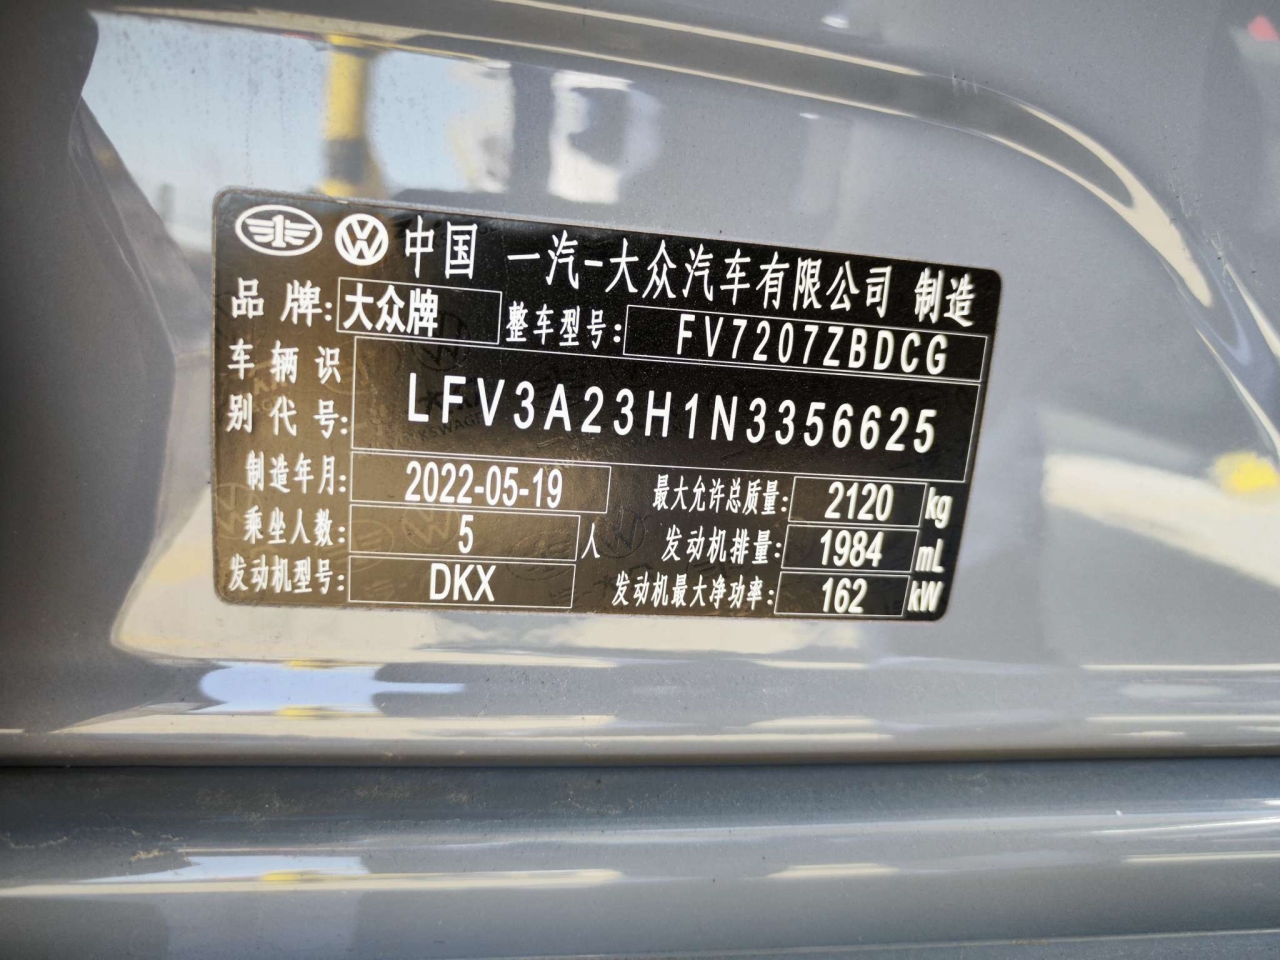 中国 一汽-大众汽车有限公司 制造
品牌: 大众牌 整车型号: FV7207ZBDCG
车辆识别代号: LFV3A23H1N3356625
制造年月: 2022-05-19 最大允许总质量: 2120 kg
乘坐人数: 5 人 发动机排量: 1984 mL
发动机型号: DKX 发动机最大净功率: 162 kW